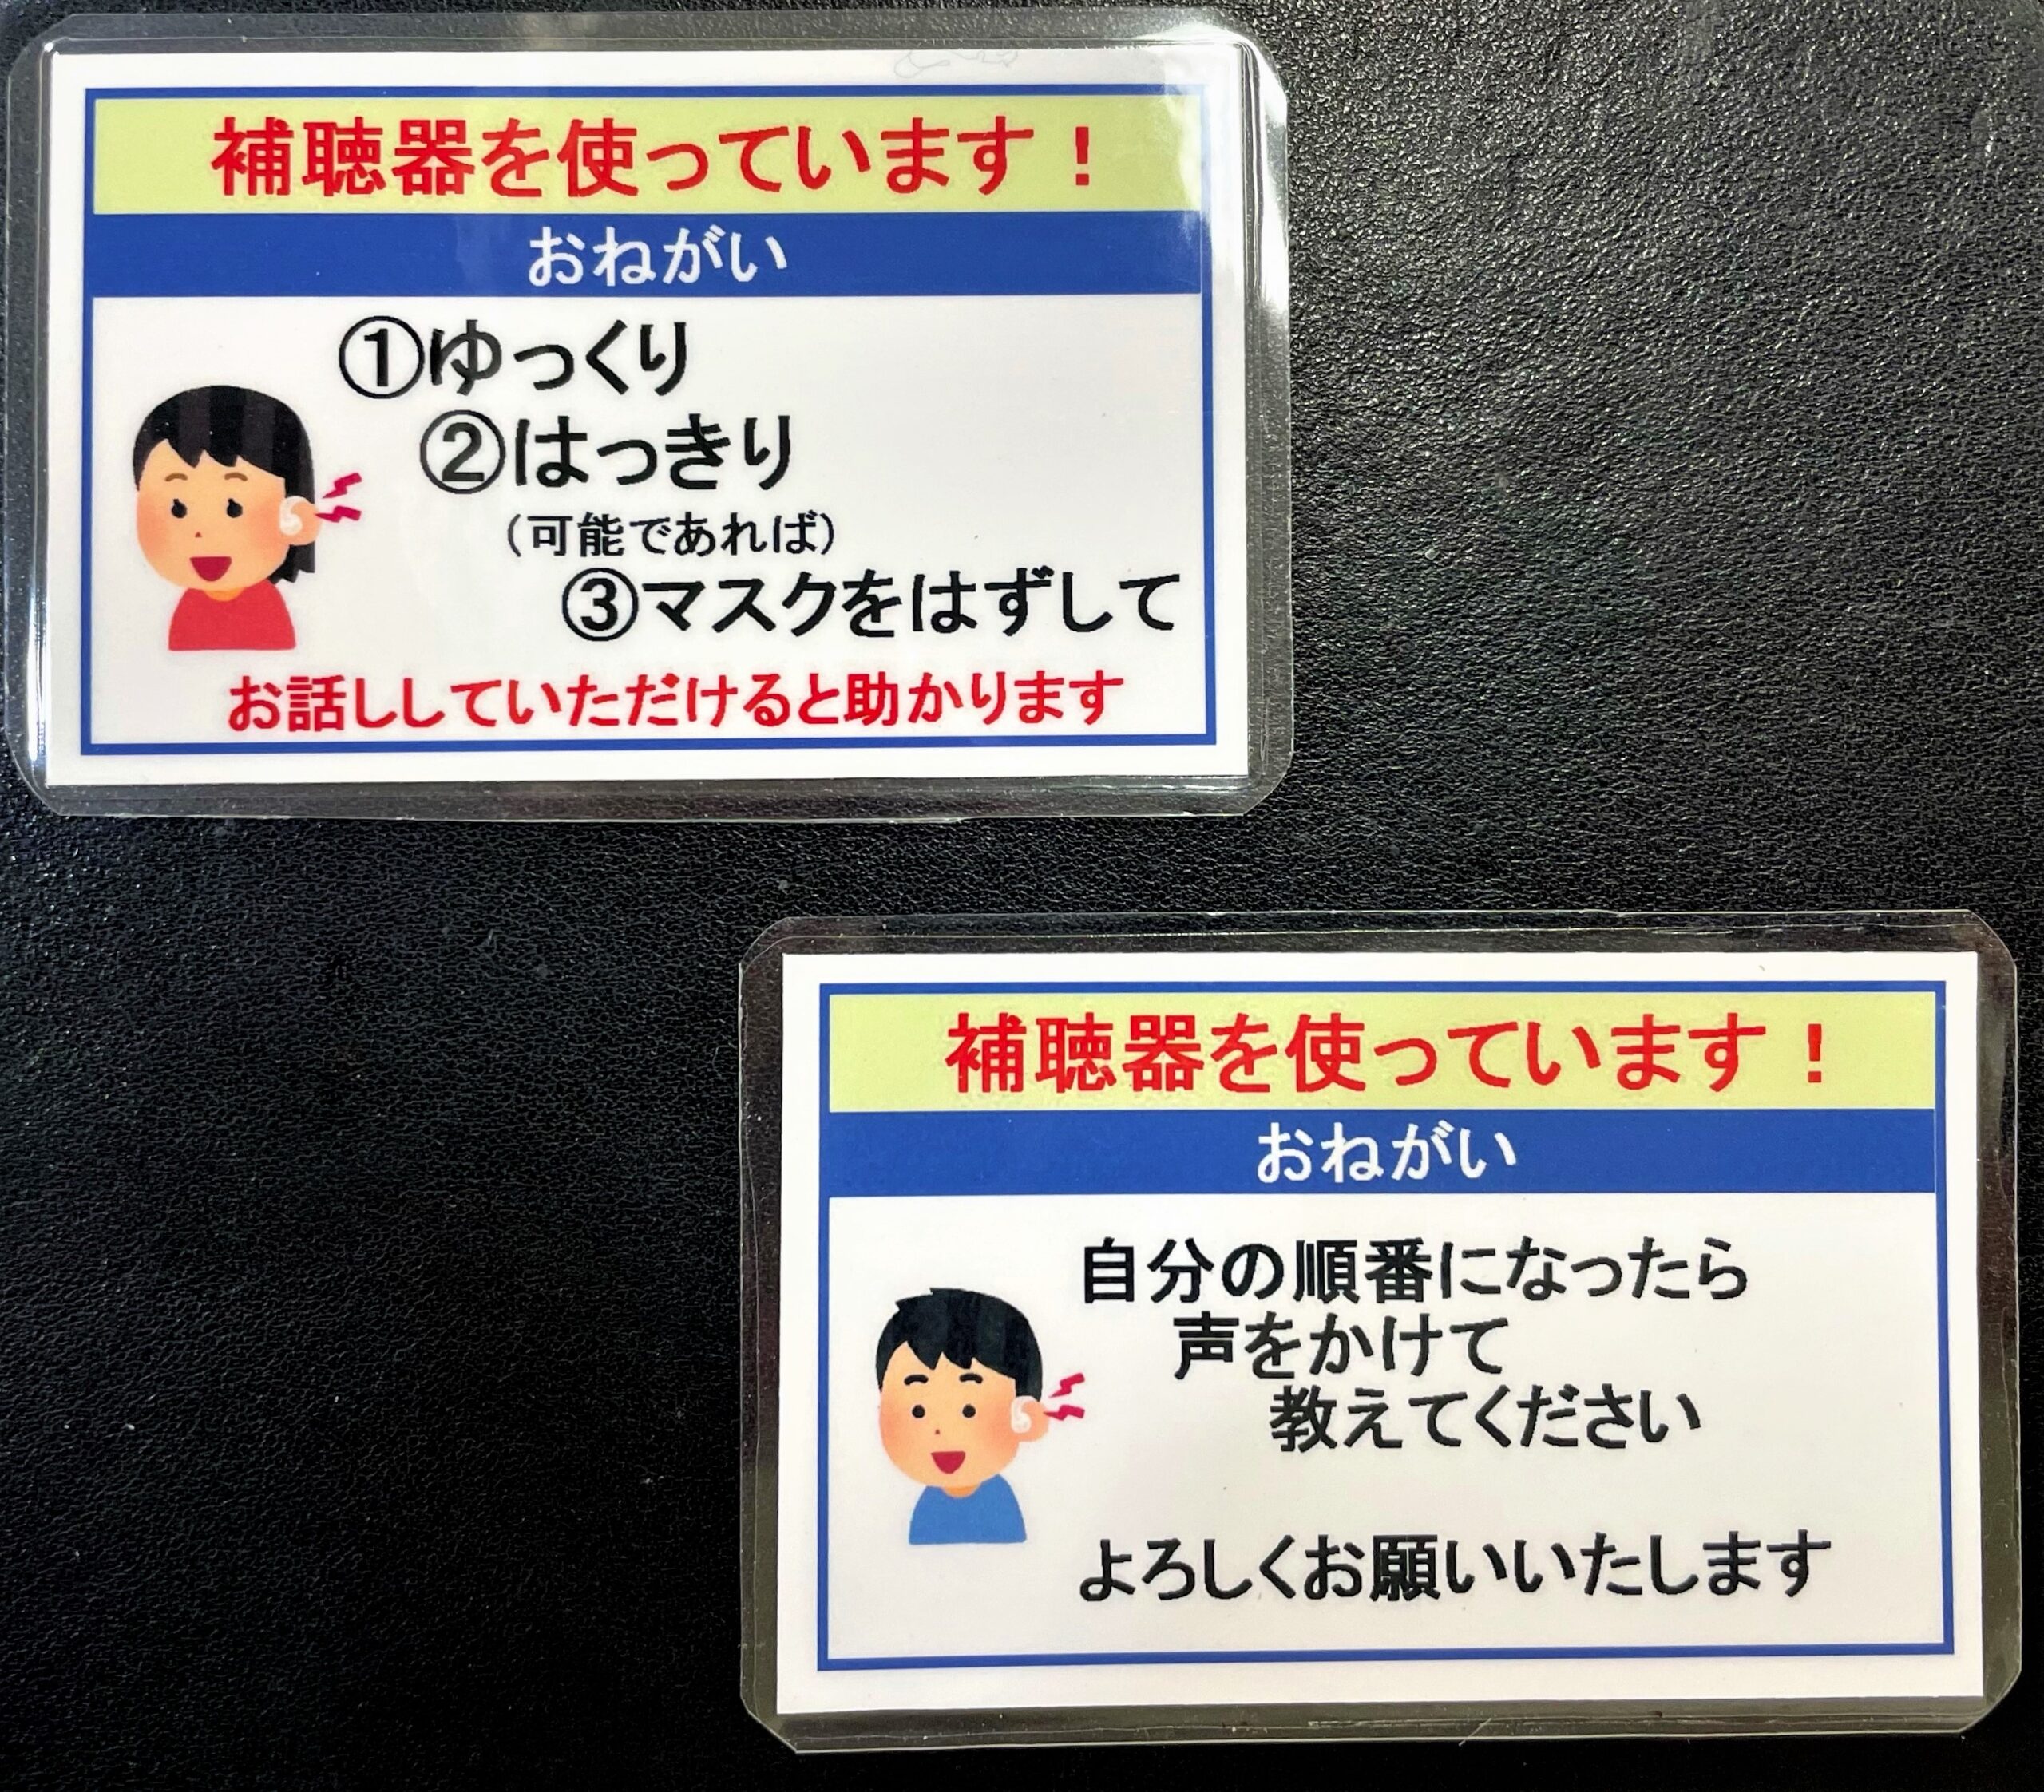 補聴器を使っています！
おねがい
①ゆっくり
②はっきり
（可能であれば）
③マスクをはずして
お話ししていただけると助かります
補聴器を使っています！
おねがい
自分の順番になったら
声をかけて
教えてください
よろしくお願いいたします